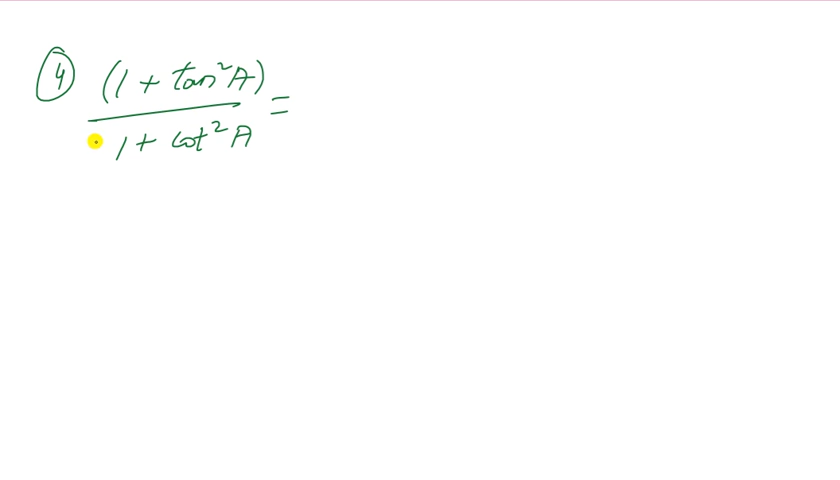 ④ (1 + tan²A) =
1 + cot²A